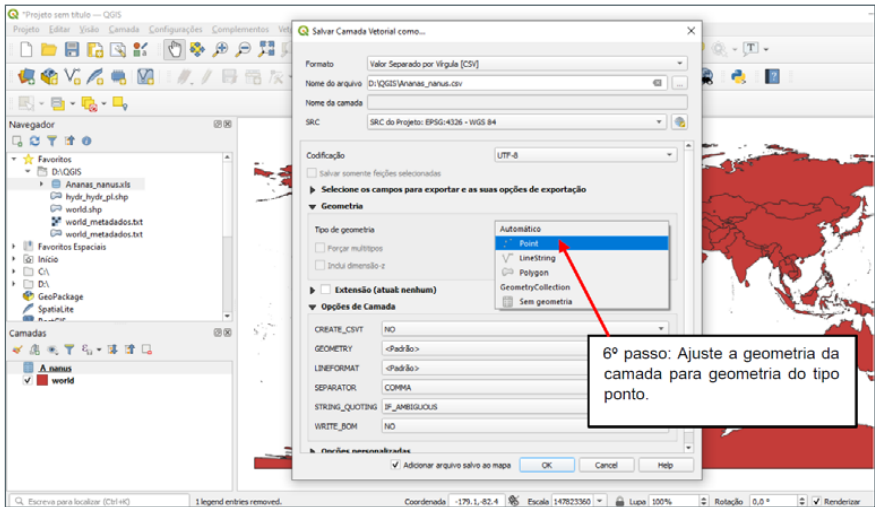 *Projeto sem título — QGIS
Projeto Editar Visão Camada Configurações Complementos
Salvar Camada Vetorial como...
Formato Valor Separado por Vírgula [CSV]
Nome do arquivo D:\QGIS\Ananas_nanus.csv
Nome da camada
SRC SRC do Projeto: EPSG:4326 - WGS 84
Codificação UTF-8
Salvar somente feições selecionadas
Selecione os campos para exportar e as suas opções de exportação
Geometria
Tipo de geometria
Automático
Point
LineString
Polygon
GeometryCollection
Sem geometria
Forçar multitipos
Inclui dimensão-z
Extensão (atual: nenhum)
Opções de Camada
CREATE_CSVT NO
GEOMETRY <Padrão>
LINEFORMAT <Padrão>
SEPARATOR COMMA
STRING_QUOTING IF_AMBIGUOUS
WRITE_BOM NO
Opções personalizadas
Adicionar arquivo salvo ao mapa OK Cancel Help
Navegador
Favoritos
D:\QGIS
Ananas_nanus.xls
hydr_hydr_pl.shp
world.shp
world_metadados.txt
world_metadados.txt
Favoritos Espaciais
Início
C:\
D:\
GeoPackage
SpatiaLite
PostGIS
Camadas
A_nanus
world
6º passo: Ajuste a geometria da
camada para geometria do tipo
ponto.
Escreva para localizar (Ctrl+K) 1 legend entries removed. Coordenada -179.1,-82.4 Escala 147823360 Lupa 100% Rotação 0,0 ° Renderizar